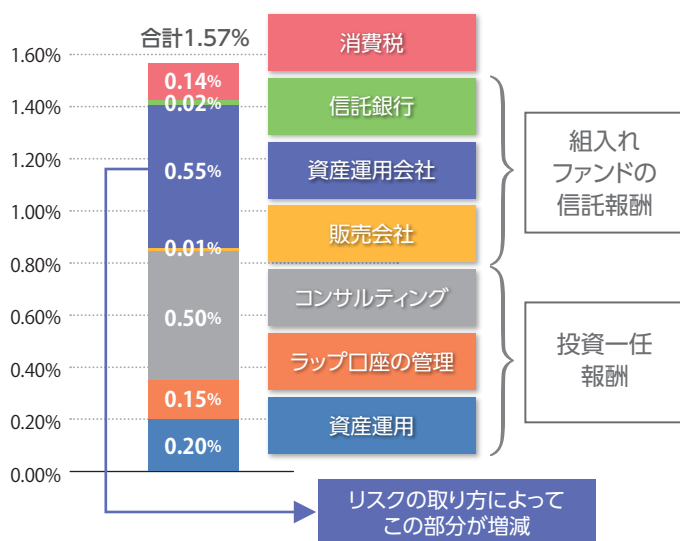 合計1.57%
1.60%
1.40%
1.20%
1.00%
0.80%
0.60%
0.40%
0.20%
0.00%
0.14%
0.02%
0.55%
0.01%
0.50%
0.15%
0.20%
消費税
信託銀行
資産運用会社
販売会社
コンサルティング
ラップ口座の管理
資産運用
組入れ
ファンドの
信託報酬
投資一任
報酬
リスクの取り方によって
この部分が増減